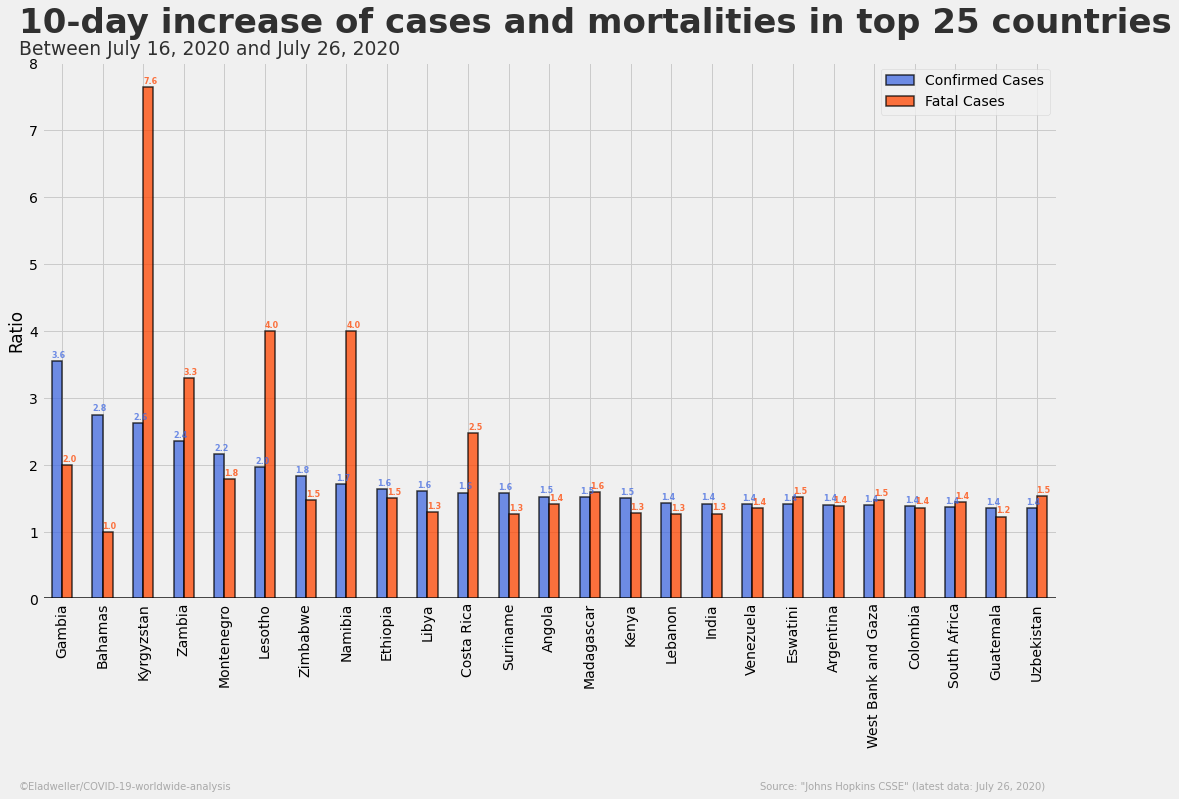 10-day increase of cases and mortalities in top 25 countries
Between July 16, 2020 and July 26, 2020
Confirmed Cases
Fatal Cases
Ratio
8
7
6
5
4
3
2
1
0
3.6
2.0
2.8
1.0
7.6
3.3
2.2
1.8
4.0
1.8
1.5
4.0
1.6
1.5
1.6
1.3
2.5
1.6
1.3
1.5
1.4
1.6
1.5
1.3
1.4
1.3
1.4
1.3
1.4
1.4
1.5
1.4
1.4
1.5
1.4
1.4
1.4
1.4
1.2
1.5
Gambia
Bahamas
Kyrgyzstan
Zambia
Montenegro
Lesotho
Zimbabwe
Namibia
Ethiopia
Libya
Costa Rica
Suriname
Angola
Madagascar
Kenya
Lebanon
India
Venezuela
Eswatini
Argentina
West Bank and Gaza
Colombia
South Africa
Guatemala
Uzbekistan
©Eladweller/COVID-19-worldwide-analysis
Source: "Johns Hopkins CSSE" (latest data: July 26, 2020)